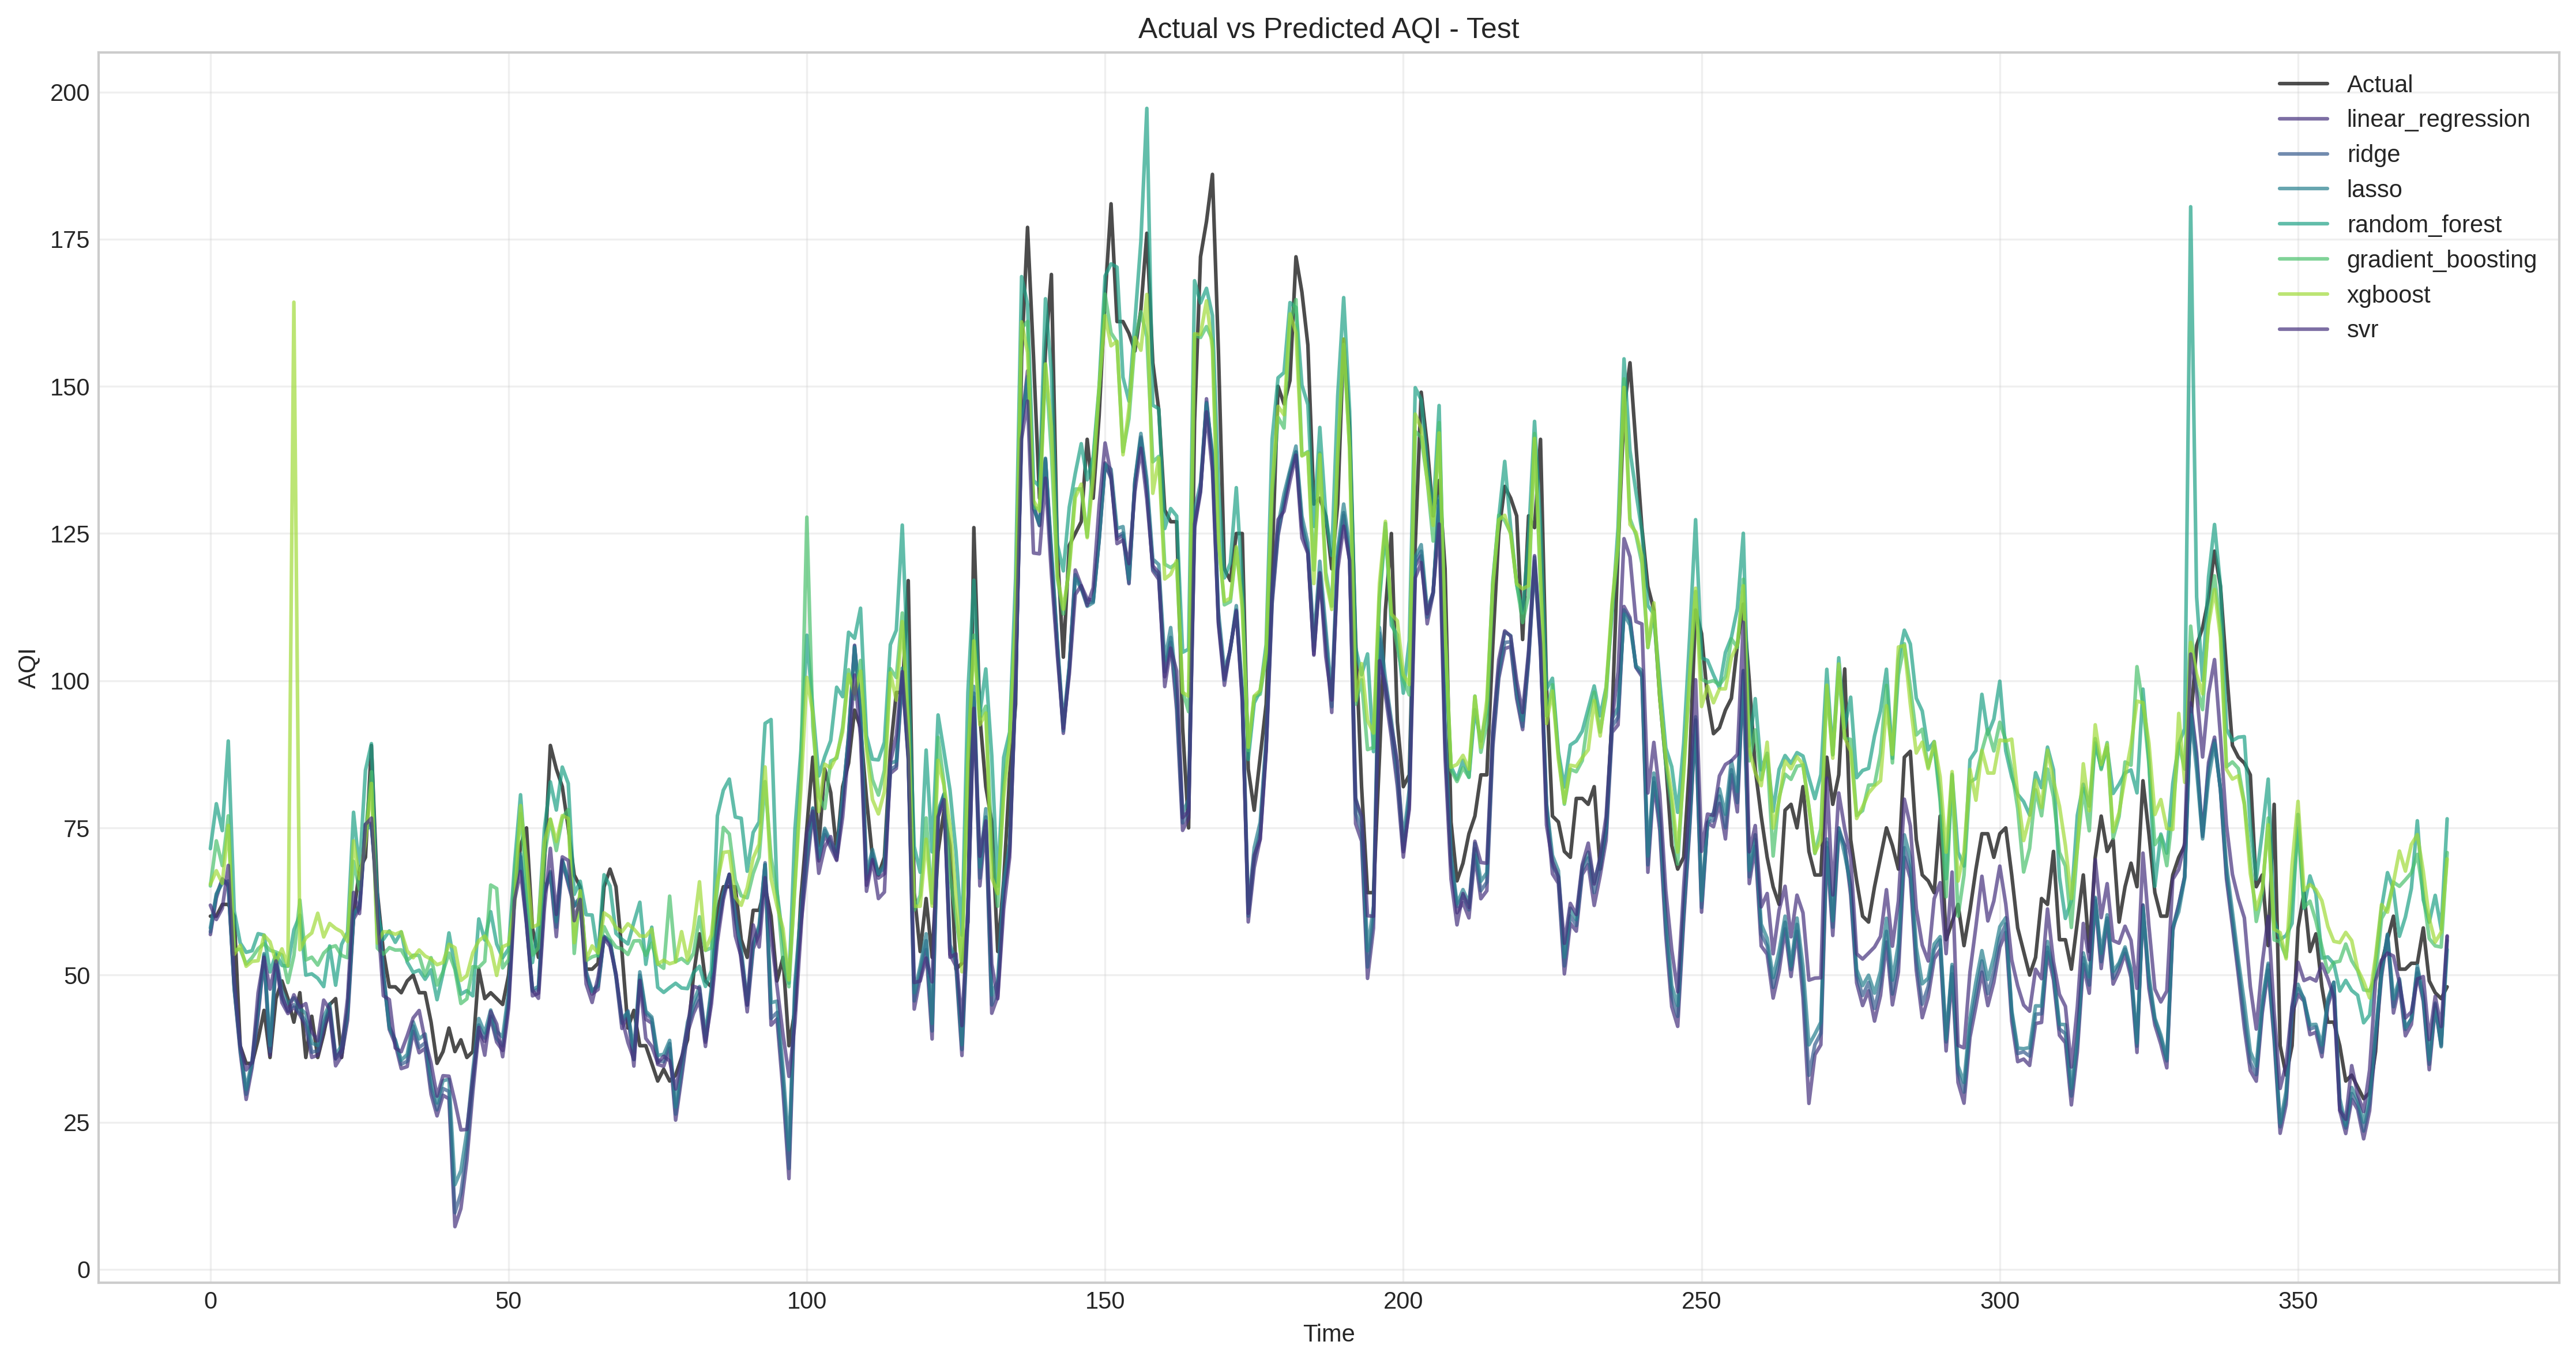 Actual vs Predicted AQI - Test
200
175
150
125
100
75
50
25
0
AQI
0 50 100 150 200 250 300 350
Time
Actual
linear_regression
ridge
lasso
random_forest
gradient_boosting
xgboost
svr